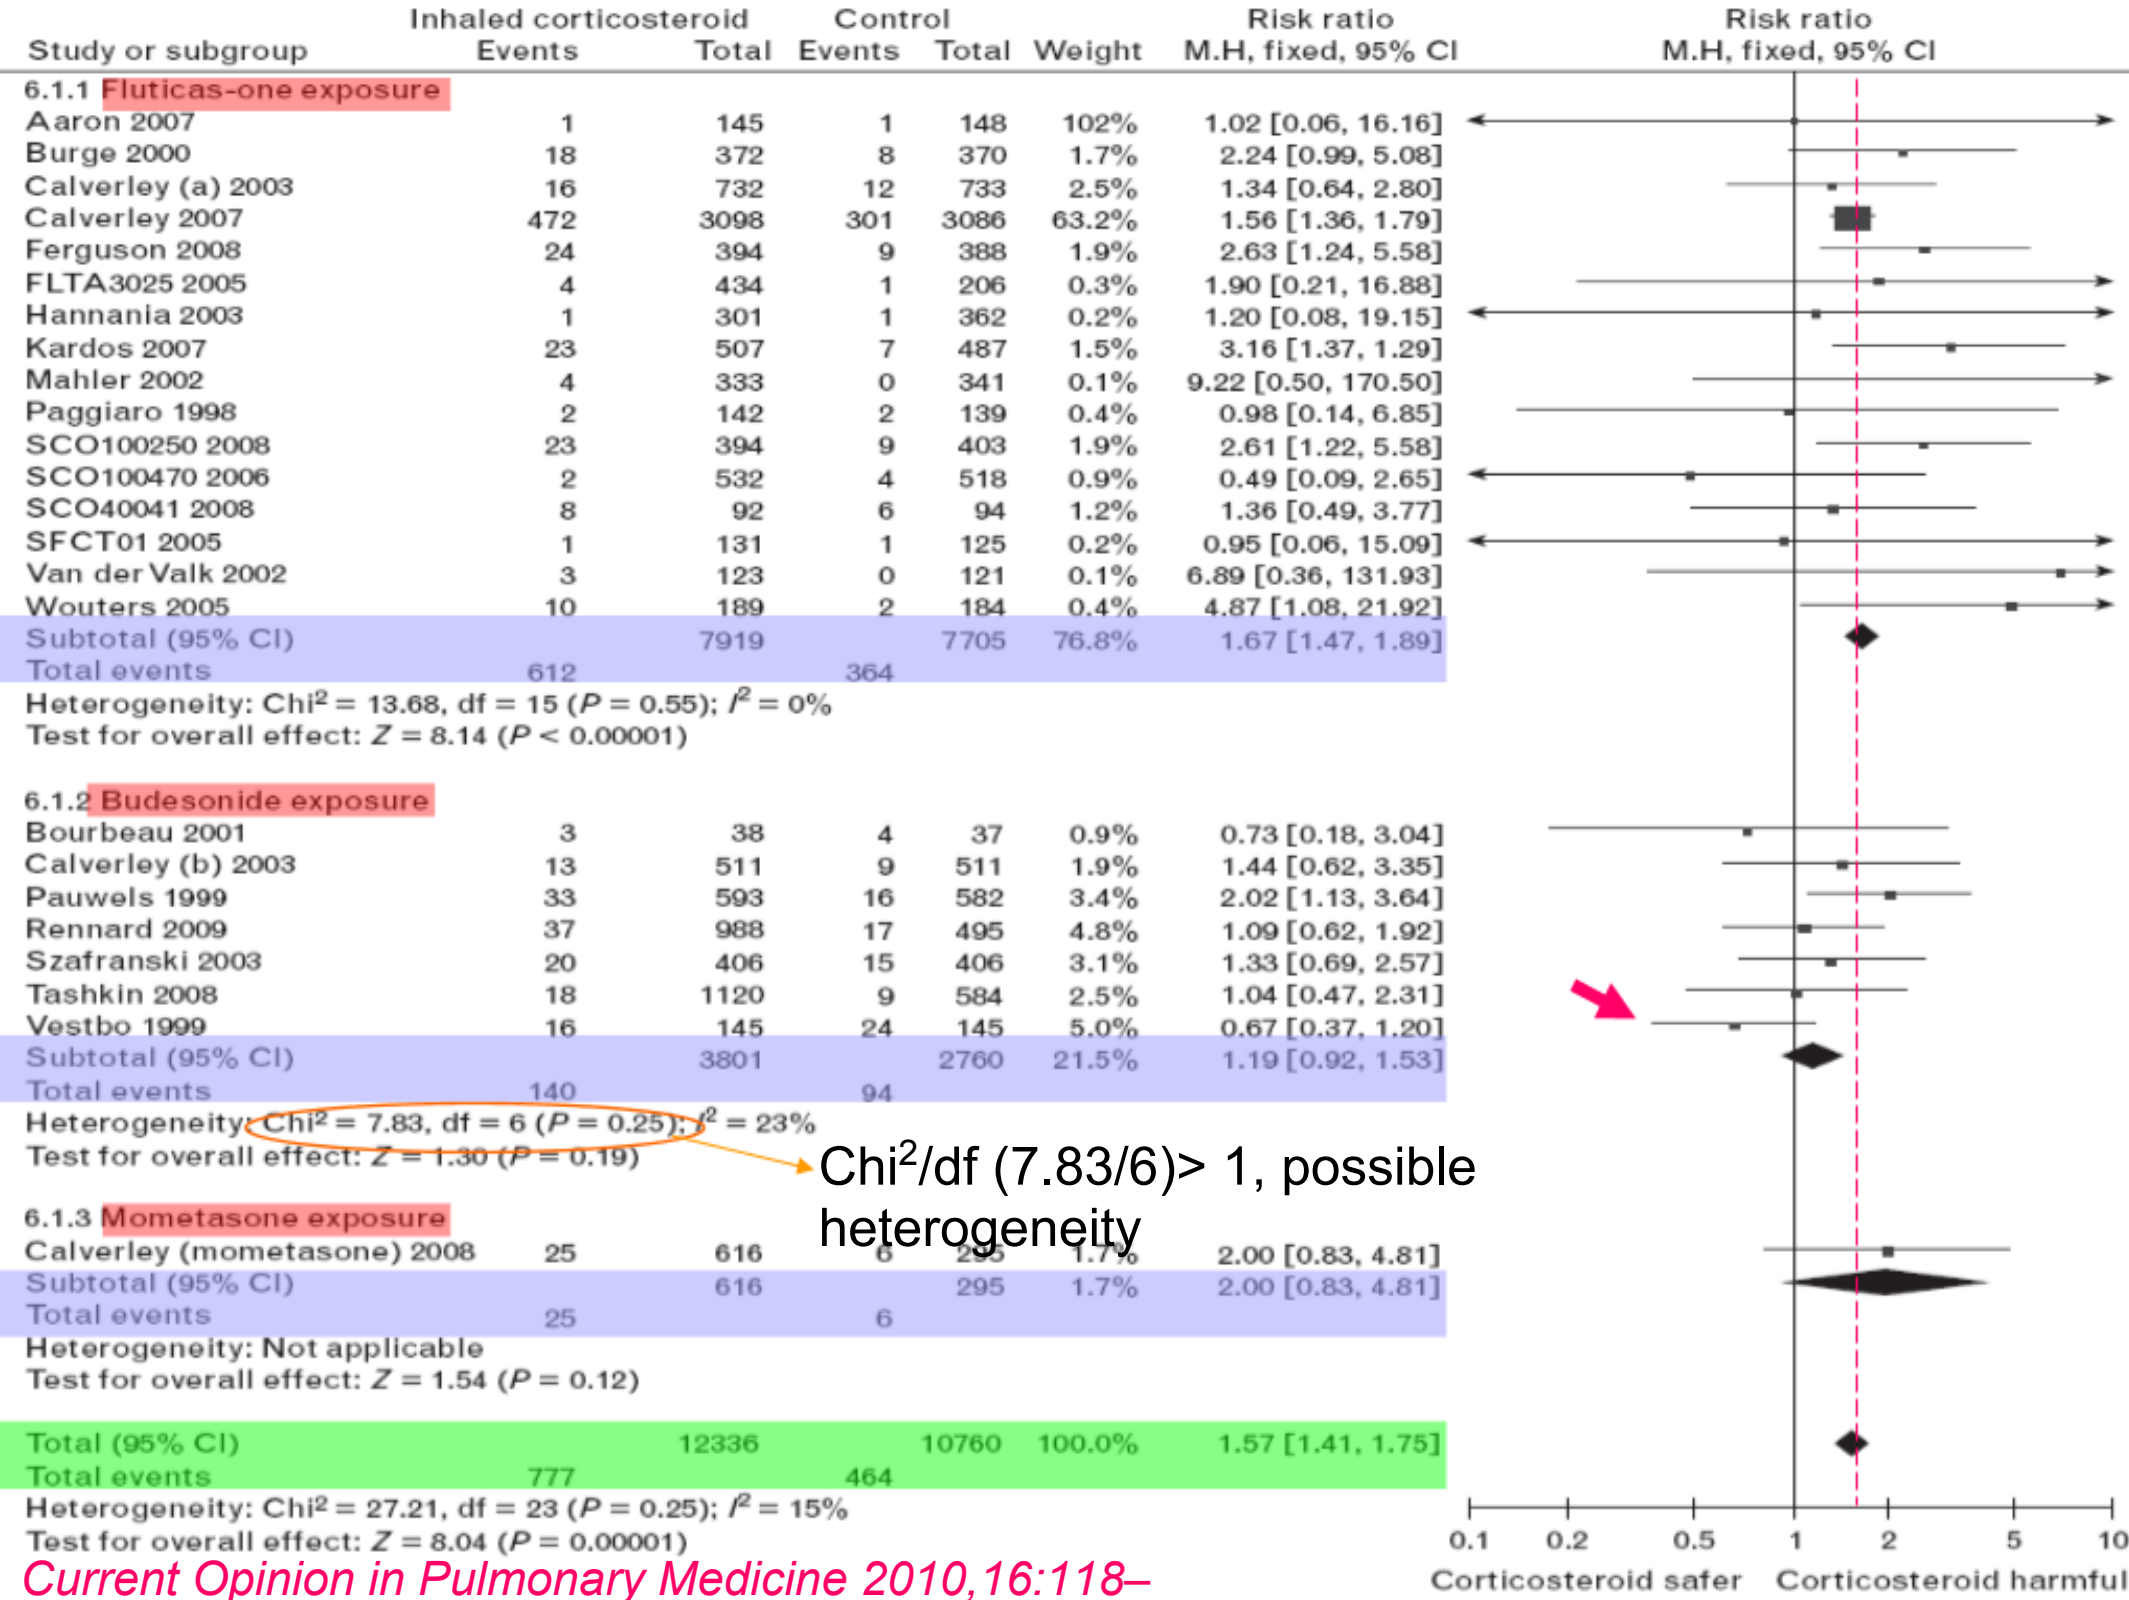 Inhaled corticosteroid Control Risk ratio Risk ratio
Study or subgroup Events Total Events Total Weight M.H, fixed, 95% CI M.H, fixed, 95% CI
6.1.1 Fluticas-one exposure
Aaron 2007 1 145 1 148 102% 1.02 [0.06, 16.16]
Burge 2000 18 372 8 370 1.7% 2.24 [0.99, 5.08]
Calverley (a) 2003 16 732 12 733 2.5% 1.34 [0.64, 2.80]
Calverley 2007 472 3098 301 3086 63.2% 1.56 [1.36, 1.79]
Ferguson 2008 24 394 9 388 1.9% 2.63 [1.24, 5.58]
FLTA3025 2005 4 434 1 206 0.3% 1.90 [0.21, 16.88]
Hannania 2003 1 301 1 362 0.2% 1.20 [0.08, 19.15]
Kardos 2007 23 507 7 487 1.5% 3.16 [1.37, 1.29]
Mahler 2002 4 333 0 341 0.1% 9.22 [0.50, 170.50]
Paggiaro 1998 2 142 2 139 0.4% 0.98 [0.14, 6.85]
SCO100250 2008 23 394 9 403 1.9% 2.61 [1.22, 5.58]
SCO100470 2006 2 532 4 518 0.9% 0.49 [0.09, 2.65]
SCO40041 2008 8 92 6 94 1.2% 1.36 [0.49, 3.77]
SFCT01 2005 1 131 1 125 0.2% 0.95 [0.06, 15.09]
Van der Valk 2002 3 123 0 121 0.1% 6.89 [0.36, 131.93]
Wouters 2005 10 189 2 184 0.4% 4.87 [1.08, 21.92]
Subtotal (95% CI) 7919 7705 76.8% 1.67 [1.47, 1.89]
Total events 612 364
Heterogeneity: Chi² = 13.68, df = 15 (P = 0.55); I² = 0%
Test for overall effect: Z = 8.14 (P < 0.00001)
6.1.2 Budesonide exposure
Bourbeau 2001 3 38 4 37 0.9% 0.73 [0.18, 3.04]
Calverley (b) 2003 13 511 9 511 1.9% 1.44 [0.62, 3.35]
Pauwels 1999 33 593 16 582 3.4% 2.02 [1.13, 3.64]
Rennard 2009 37 988 17 495 4.8% 1.09 [0.62, 1.92]
Szafranski 2003 20 406 15 406 3.1% 1.33 [0.69, 2.57]
Tashkin 2008 18 1120 9 584 2.5% 1.04 [0.47, 2.31]
Vestbo 1999 16 145 24 145 5.0% 0.67 [0.37, 1.20]
Subtotal (95% CI) 3801 2760 21.5% 1.19 [0.92, 1.53]
Total events 140 94
Heterogeneity: Chi² = 7.83, df = 6 (P = 0.25); I² = 23%
Test for overall effect: Z = 1.30 (P = 0.19)
Chi²/df (7.83/6)> 1, possible
heterogeneity
6.1.3 Mometasone exposure
Calverley (mometasone) 2008 25 616 6 295 1.7% 2.00 [0.83, 4.81]
Subtotal (95% CI) 616 295 1.7% 2.00 [0.83, 4.81]
Total events 25 6
Heterogeneity: Not applicable
Test for overall effect: Z = 1.54 (P = 0.12)
Total (95% CI) 12336 10760 100.0% 1.57 [1.41, 1.75]
Total events 777 464
Heterogeneity: Chi² = 27.21, df = 23 (P = 0.25); I² = 15%
Test for overall effect: Z = 8.04 (P = 0.00001)
0.1 0.2 0.5 1 2 5 10
Corticosteroid safer Corticosteroid harmful
Current Opinion in Pulmonary Medicine 2010,16:118–